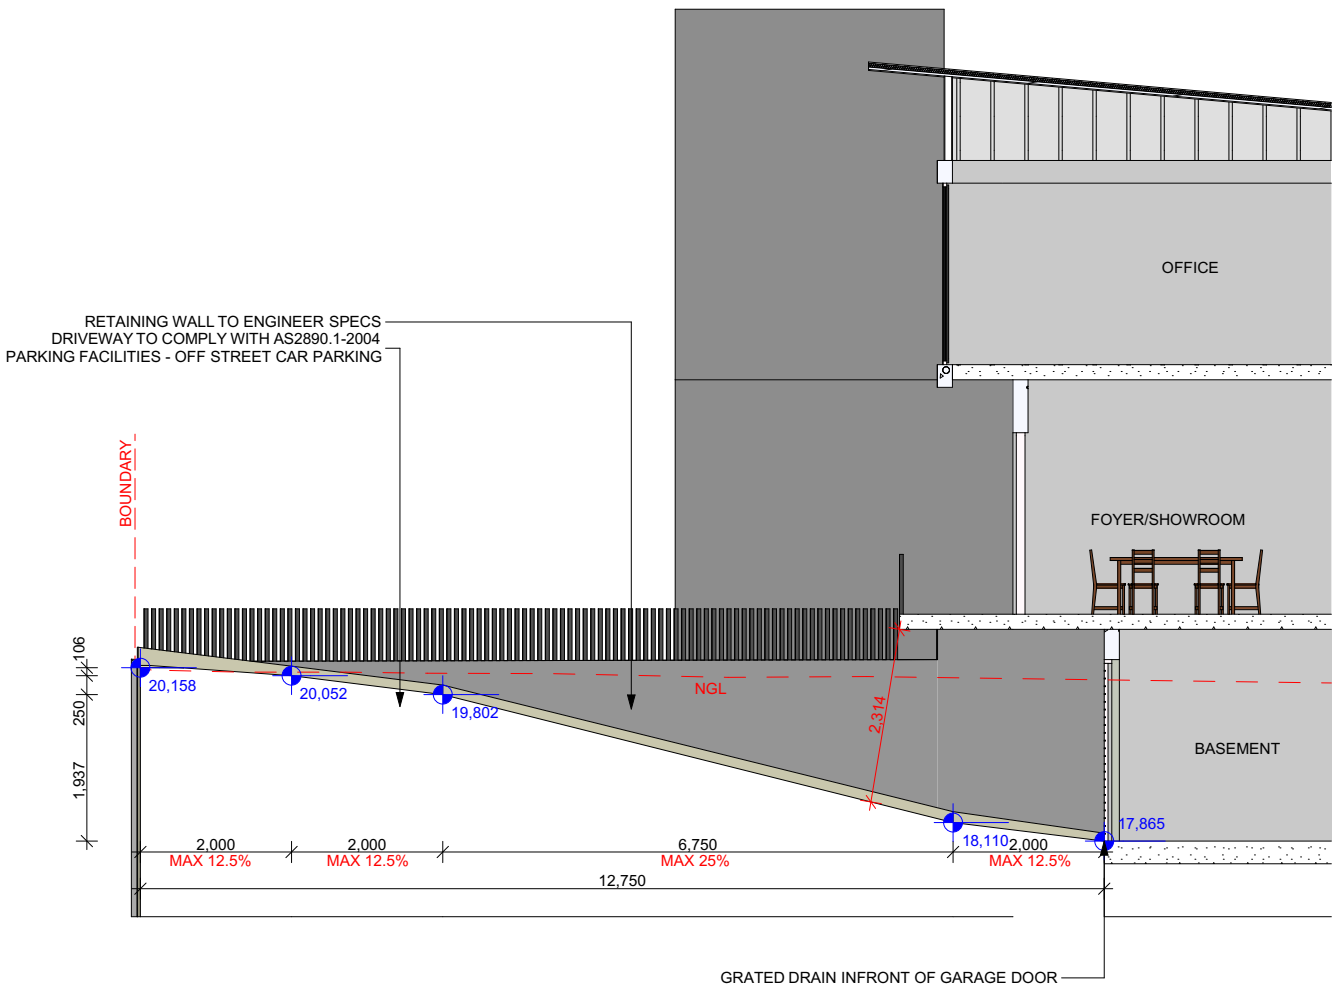 OFFICE
RETAINING WALL TO ENGINEER SPECS
DRIVEWAY TO COMPLY WITH AS2890.1-2004
PARKING FACILITIES - OFF STREET CAR PARKING
BOUNDARY
FOYER/SHOWROOM
106
20,158
20,052
NGL
19,802
250
2,314
BASEMENT
1,937
17,865
18,110
2,000
2,000
6,750
2,000
MAX 12.5%
MAX 12.5%
MAX 25%
MAX 12.5%
12,750
GRATED DRAIN INFRONT OF GARAGE DOOR